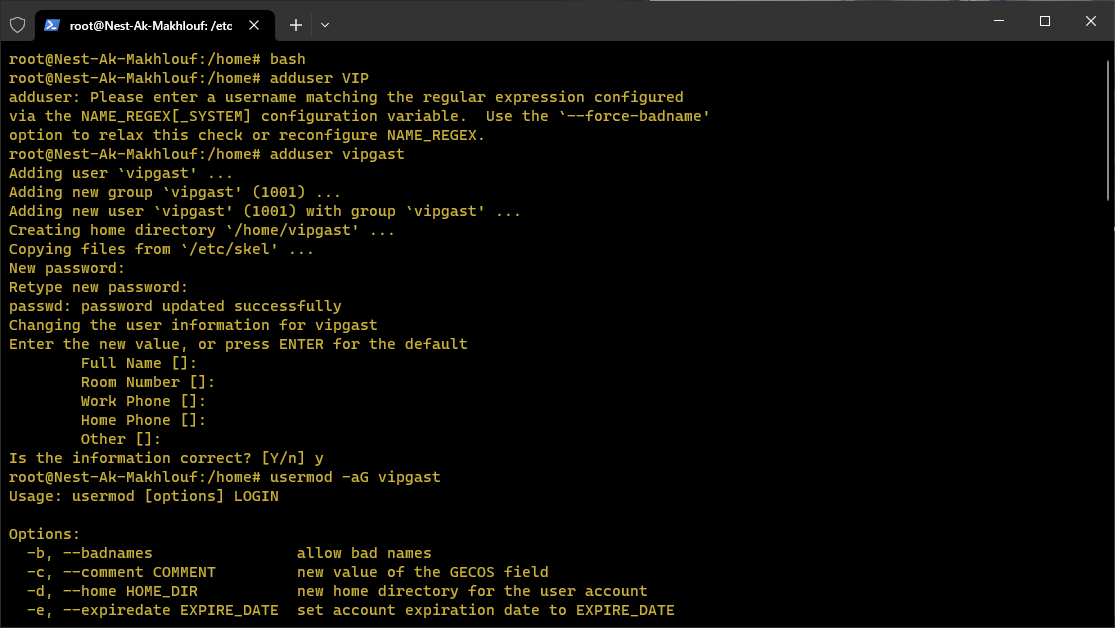 root@Nest-Ak-Makhlouf: /etc
root@Nest-Ak-Makhlouf:/home# bash
root@Nest-Ak-Makhlouf:/home# adduser VIP
adduser: Please enter a username matching the regular expression configured
via the NAME_REGEX[_SYSTEM] configuration variable.  Use the `--force-badname'
option to relax this check or reconfigure NAME_REGEX.
root@Nest-Ak-Makhlouf:/home# adduser vipgast
Adding user `vipgast' ...
Adding new group `vipgast' (1001) ...
Adding new user `vipgast' (1001) with group `vipgast' ...
Creating home directory `/home/vipgast' ...
Copying files from `/etc/skel' ...
New password:
Retype new password:
passwd: password updated successfully
Changing the user information for vipgast
Enter the new value, or press ENTER for the default
        Full Name []:
        Room Number []:
        Work Phone []:
        Home Phone []:
        Other []:
Is the information correct? [Y/n] y
root@Nest-Ak-Makhlouf:/home# usermod -aG vipgast
Usage: usermod [options] LOGIN

Options:
  -b, --badnames                allow bad names
  -c, --comment COMMENT         new value of the GECOS field
  -d, --home HOME_DIR           new home directory for the user account
  -e, --expiredate EXPIRE_DATE  set account expiration date to EXPIRE_DATE